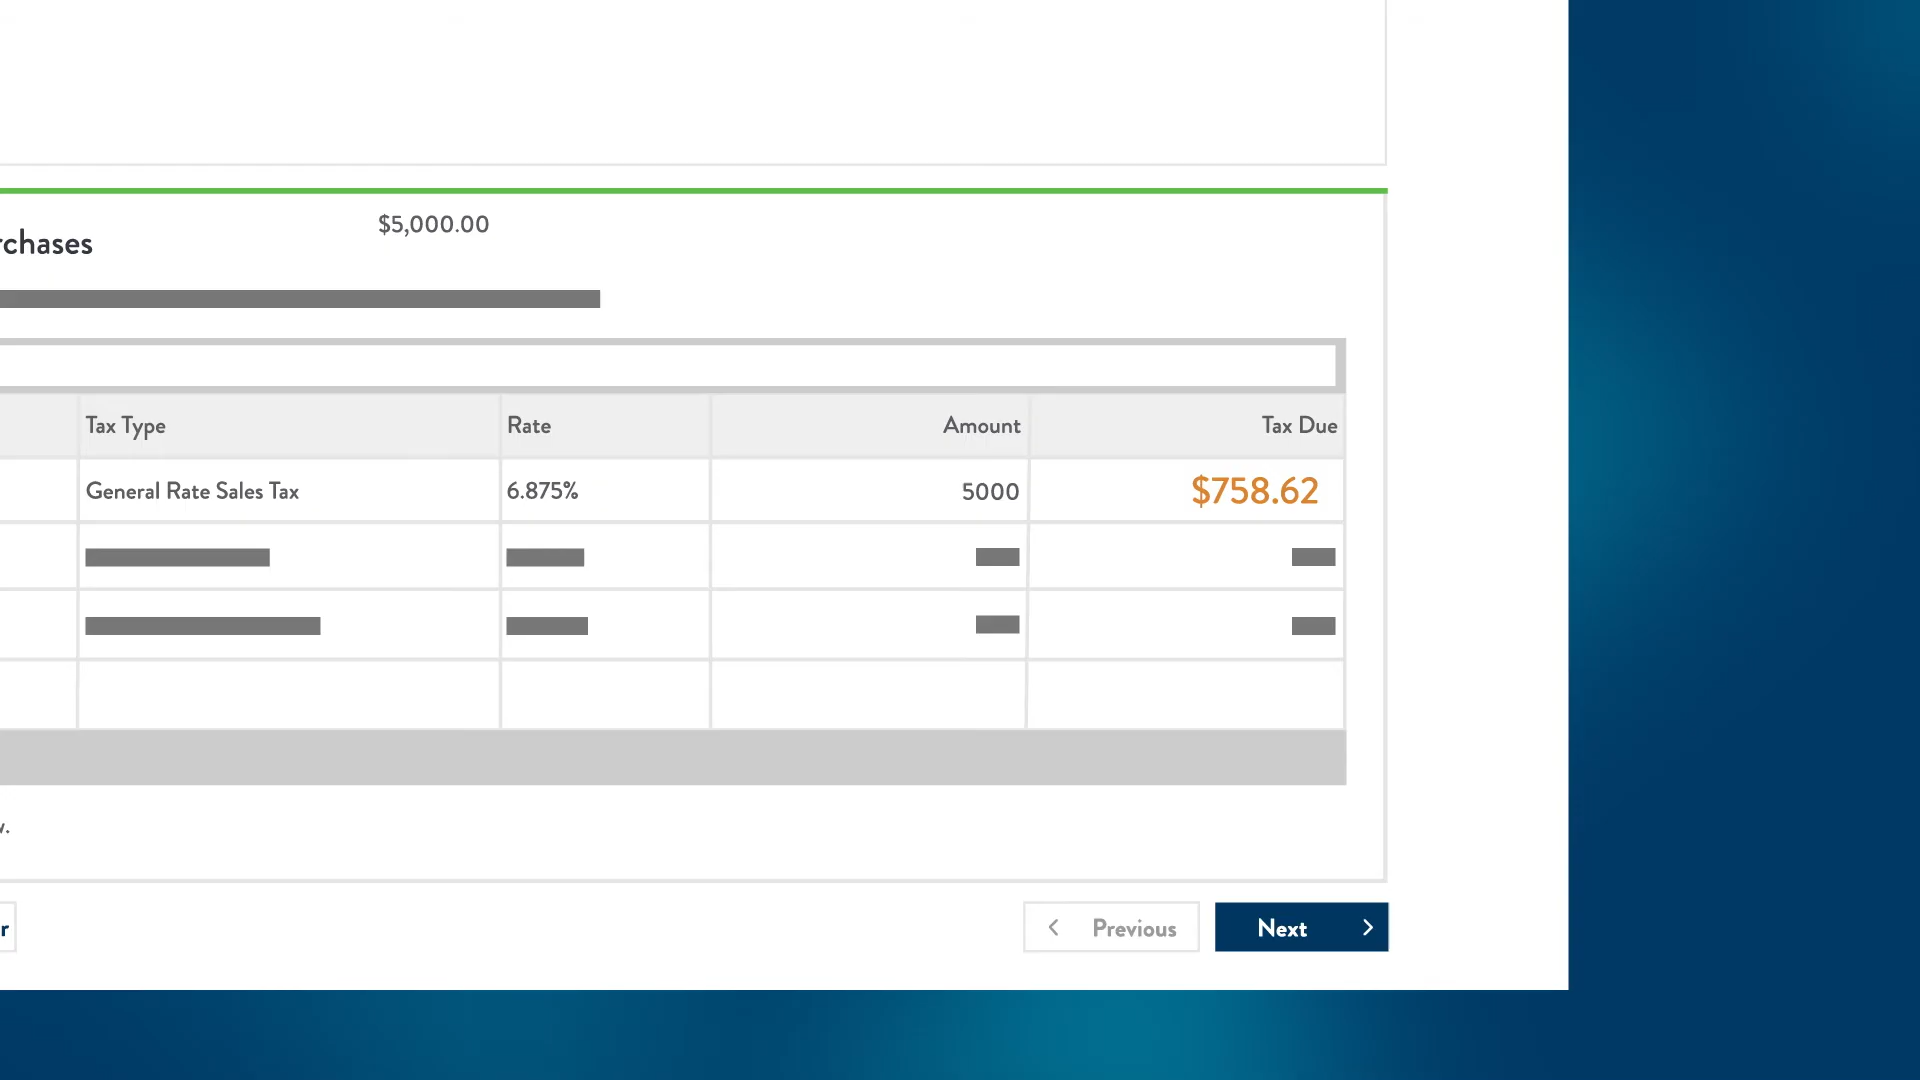 $5,000.00
rchases
Tax Type Rate Amount Tax Due
General Rate Sales Tax 6.875% 5000 $758.62
w.
r
Previous Next